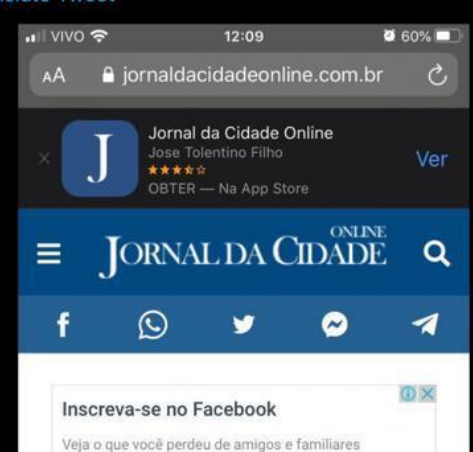 VIVO 12:09 60%
AA jornaldacidadeonline.com.br
J
Jornal da Cidade Online
Jose Tolentino Filho
OBTER — Na App Store
Ver
JORNAL DA CIDADE ONLINE
Inscreva-se no Facebook
Veja o que você perdeu de amigos e familiares